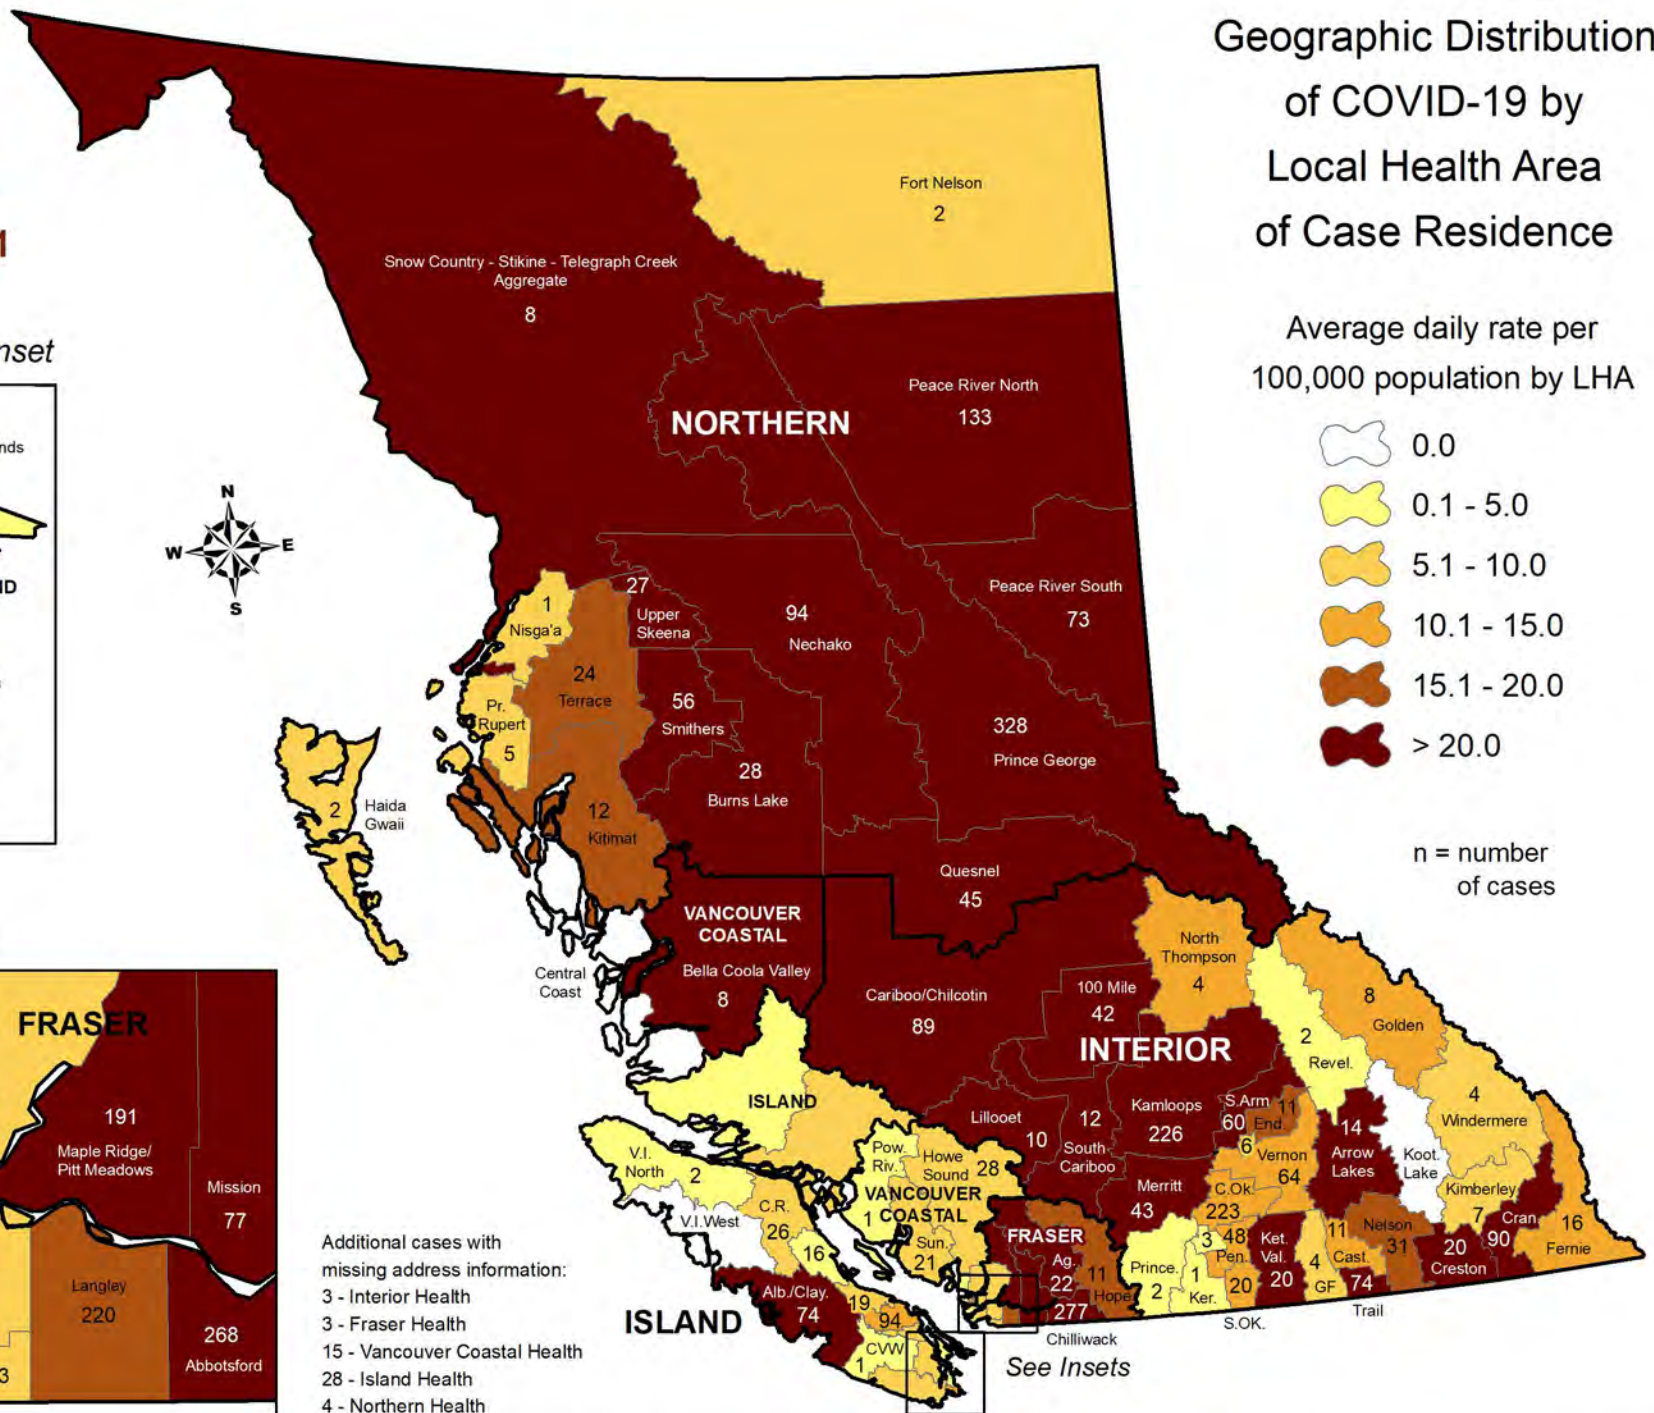 Geographic Distribution
of COVID-19 by
Local Health Area
of Case Residence
Average daily rate per
100,000 population by LHA
0.0
0.1 - 5.0
5.1 - 10.0
10.1 - 15.0
15.1 - 20.0
> 20.0
n = number
of cases
Fort Nelson
2
Snow Country - Stikine - Telegraph Creek
Aggregate
8
Peace River North
133
NORTHERN
N
W
E
S
Peace River South
73
1
Nisga'a
27
Upper
Skeena
94
Nechako
24
Terrace
Pr.
Rupert
5
56
Smithers
328
Prince George
28
Burns Lake
2
Haida
Gwaii
12
Kitimat
Quesnel
45
VANCOUVER
COASTAL
Bella Coola Valley
8
Central
Coast
Cariboo/Chilcotin
89
100 Mile
42
North
Thompson
4
8
Golden
INTERIOR
2
Revel.
4
Windermere
ISLAND
Lillooet
10
12
South
Cariboo
Kamloops
226
S.Arm
60
11
End.
6
Vernon
64
14
Arrow
Lakes
Koot.
Lake
Kimberley
7
V.I.
North
2
Pow.
Riv.
Howe
Sound
28
VANCOUVER
COASTAL
1
Merritt
43
C.Ok.
223
V.I.West
C.R.
26
16
Sun.
21
FRASER
Ag.
22
11
Hope
277
Chilliwack
Prince.
2
3
1
Ker.
48
Pen.
20
S.OK.
Ket.
Val.
20
4
GF
11
Cast.
74
Trail
Nelson
31
20
Creston
Cran.
90
16
Fernie
Alb./Clay.
74
19
94
CVW
1
ISLAND
See Insets
FRASER
191
Maple Ridge/
Pitt Meadows
Mission
77
Langley
220
268
Abbotsford
3
Additional cases with
missing address information:
3 - Interior Health
3 - Fraser Health
15 - Vancouver Coastal Health
28 - Island Health
4 - Northern Health